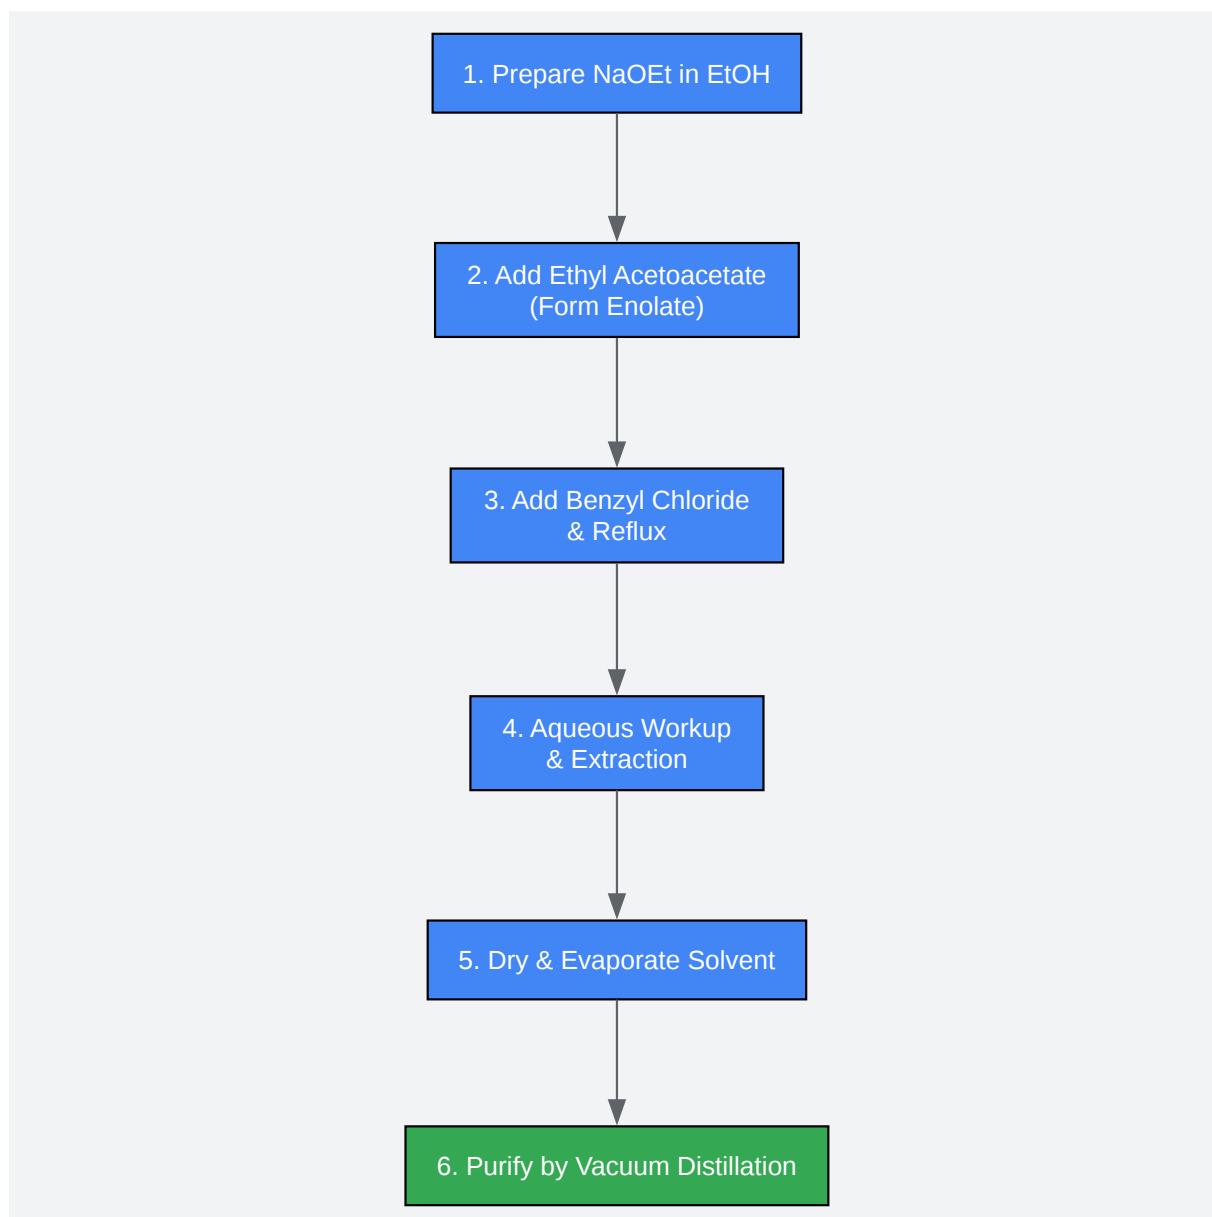 1. Prepare NaOEt in EtOH
2. Add Ethyl Acetoacetate
(Form Enolate)
3. Add Benzyl Chloride
& Reflux
4. Aqueous Workup
& Extraction
5. Dry & Evaporate Solvent
6. Purify by Vacuum Distillation